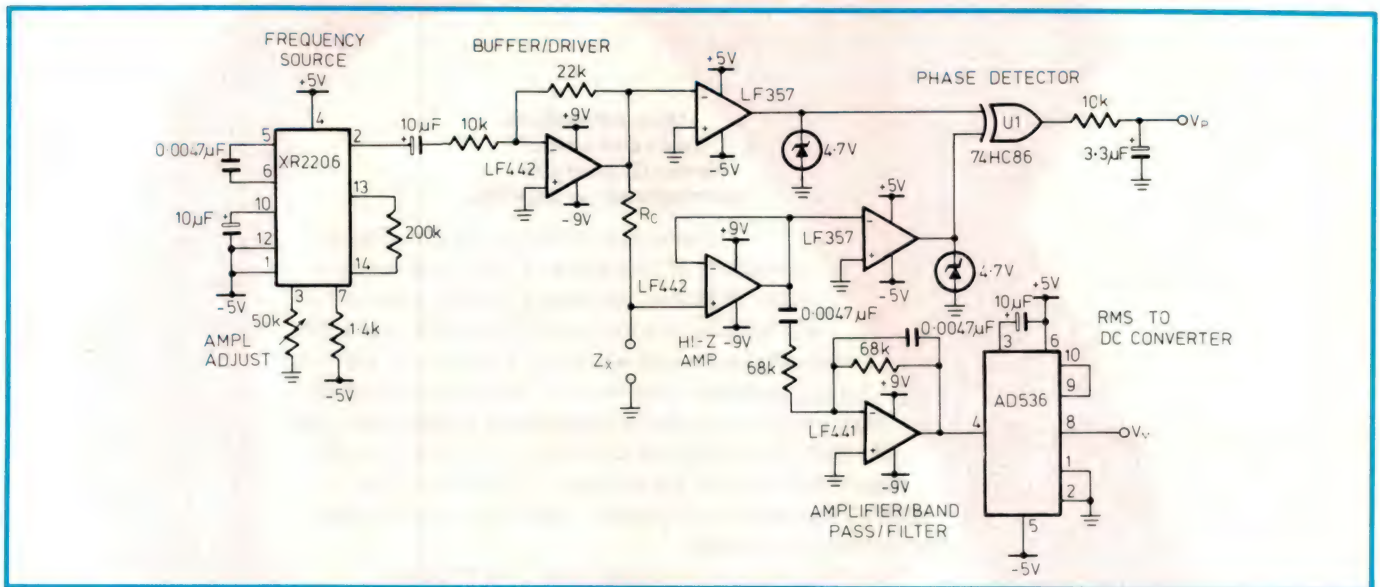 FREQUENCY
SOURCE
+5V
4
5
0·0047µF
6
XR2206
2
13
200k
14
10µF
+
10
12
1
-5V
3
7
50k
AMPL
ADJUST
1·4k
-5V
BUFFER/DRIVER
22k
10µF
+
10k
+9V
-
LF442
+
-9V
RC
ZX
+5V
LF357
-
+
-5V
4·7V
PHASE DETECTOR
U1
74HC86
10k
VP
3·3µF
+
+9V
-
LF442
+
HI-Z
AMP
-9V
0·0047µF
68k
+5V
LF357
-
+
-5V
4·7V
0·0047µF
68k
+9V
-
LF441
+
-9V
AMPLIFIER/BAND
PASS/FILTER
+5V
10µF
+
RMS TO
DC CONVERTER
3
6
10
9
AD536
4
8
1
2
5
-5V